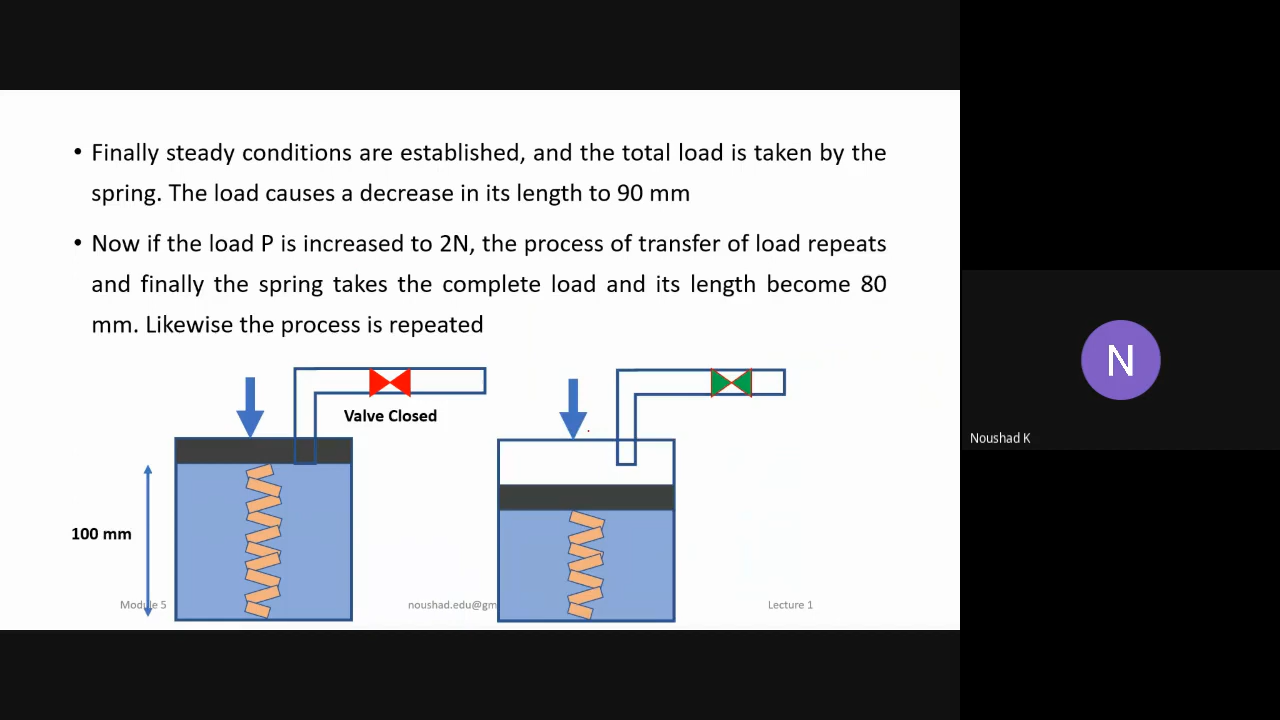 • Finally steady conditions are established, and the total load is taken by the
spring. The load causes a decrease in its length to 90 mm
• Now if the load P is increased to 2N, the process of transfer of load repeats
and finally the spring takes the complete load and its length become 80
mm. Likewise the process is repeated
Valve Closed
100 mm
Module 5
noushad.edu@gm
Lecture 1
N
Noushad K